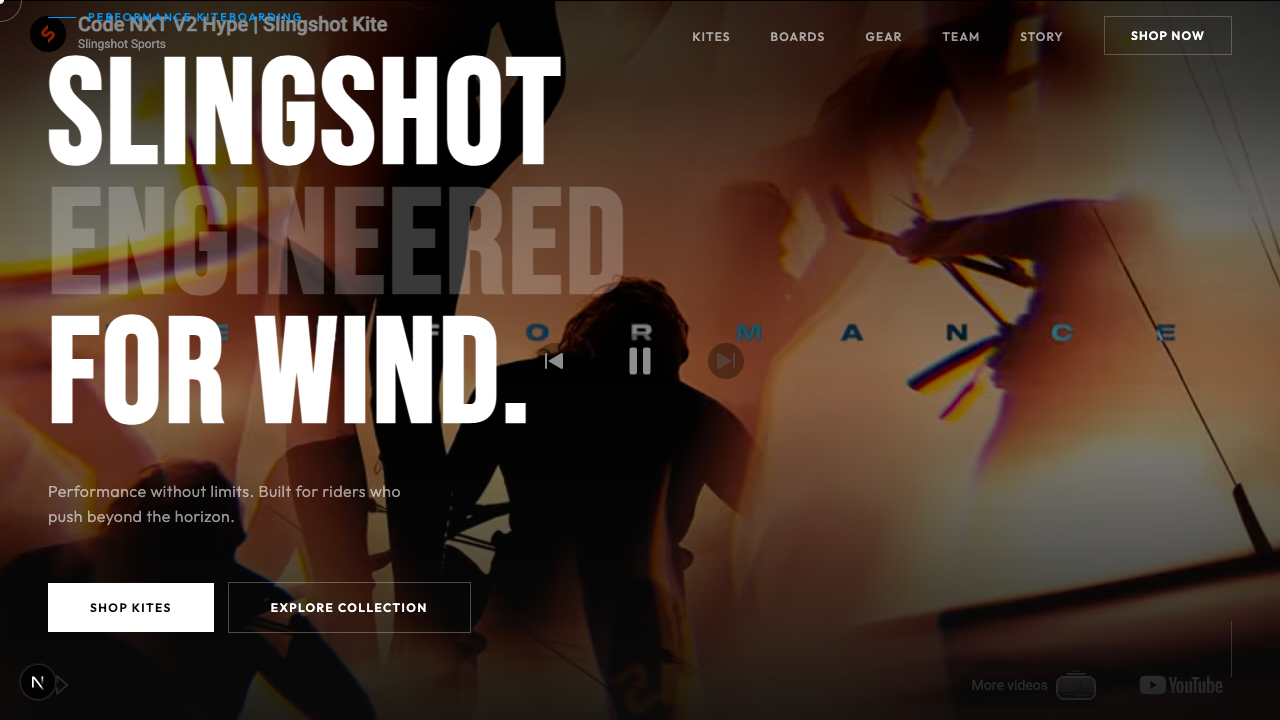 PERFORMANCE KITEBOARDING
Code NXT V2 Hype | Slingshot Kite
Slingshot Sports
KITES
BOARDS
GEAR
TEAM
STORY
SHOP NOW
SLINGSHOT
ENGINEERED
FOR WIND.
E F O R M A N C E
Performance without limits. Built for riders who
push beyond the horizon.
SHOP KITES
EXPLORE COLLECTION
N
More videos
YouTube